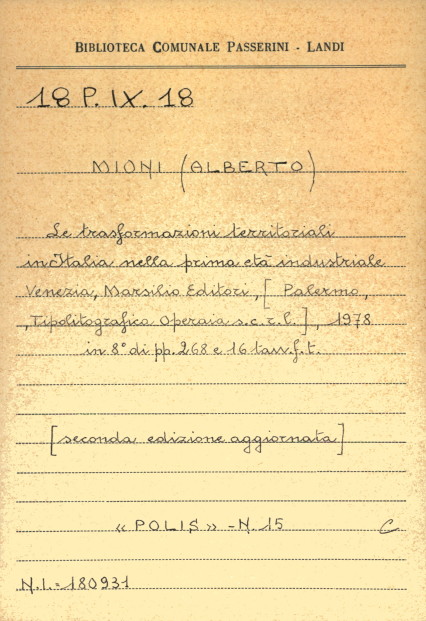 BIBLIOTECA COMUNALE PASSERINI - LANDI
18 P. IX. 18
MIONI (ALBERTO)
Le trasformazioni territoriali
in Italia nella prima età industriale
Venezia, Marsilio Editori, [ Palermo,
, Tipolitografica Operaia s.c.r.l.], 1978
in 8° di pp. 268 e 16 tavv. f. t.
[seconda edizione aggiornata]
« POLIS » - N. 15 C
N.I. = 180931